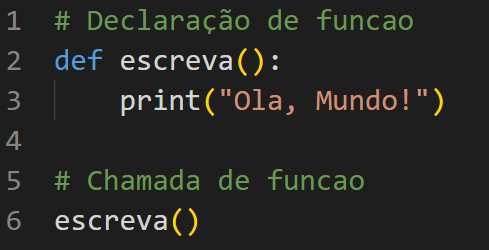 1 # Declaração de funcao
2 def escreva():
3     print("Ola, Mundo!")
4
5 # Chamada de funcao
6 escreva()